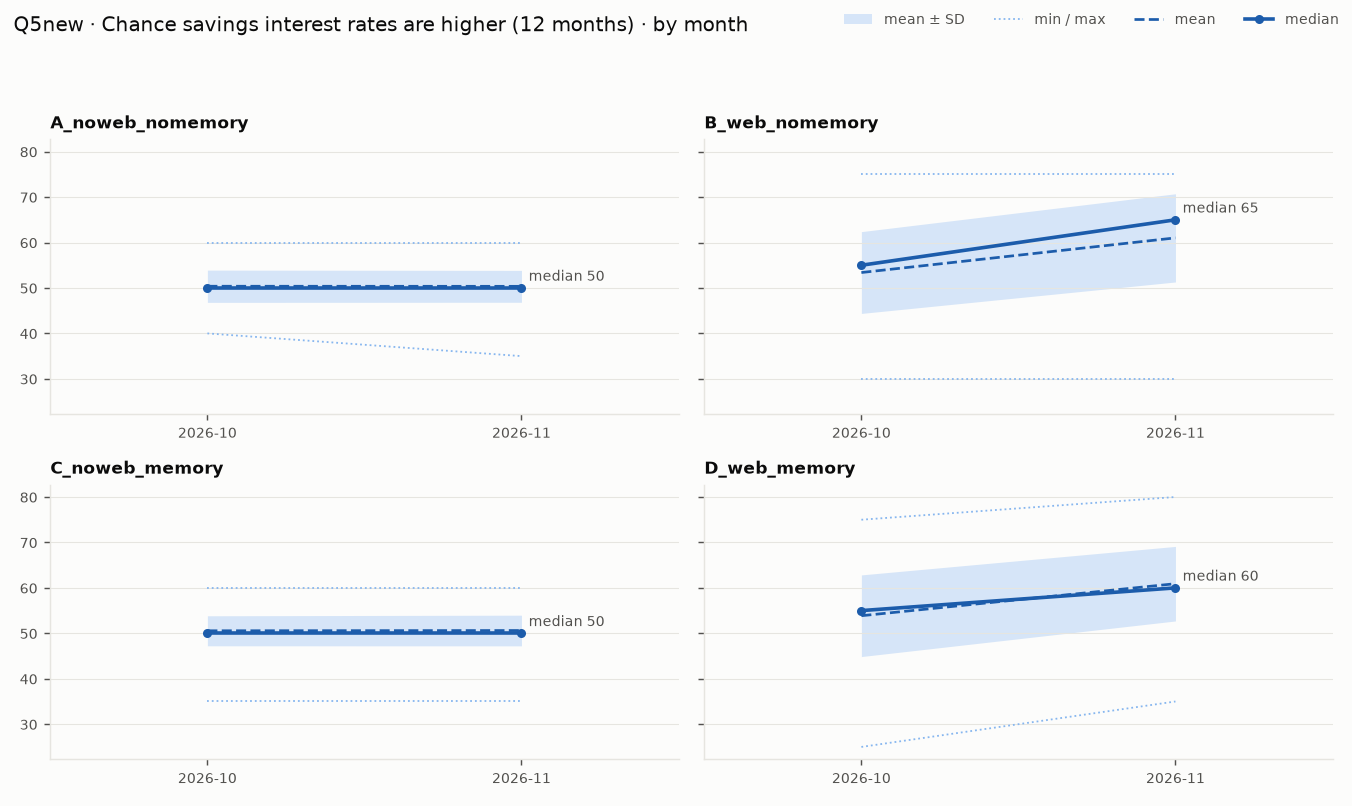 Q5new · Chance savings interest rates are higher (12 months) · by month
mean ± SD
min / max
mean
median
A_noweb_nomemory
80
70
60
50
40
30
median 50
2026-10
2026-11
B_web_nomemory
median 65
2026-10
2026-11
C_noweb_memory
80
70
60
50
40
30
median 50
2026-10
2026-11
D_web_memory
median 60
2026-10
2026-11